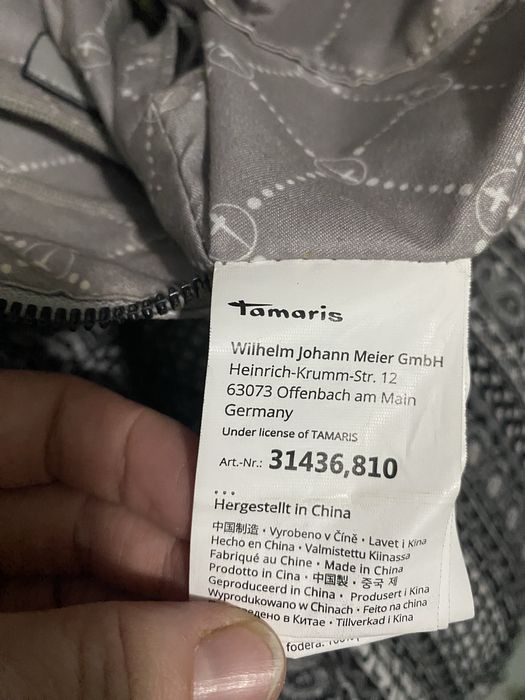 Tamaris
Wilhelm Johann Meier GmbH
Heinrich-Krumm-Str. 12
63073 Offenbach am Main
Germany
Under license of TAMARIS
Art.-Nr.: 31436,810
...
Hergestellt in China
中国制造 · Vyrobeno v Číně · Lavet i Kina
Hecho en China · Valmistettu Kiinassa
Fabriqué au Chine · Made in China
Prodotto in Cina · 中国製 · 중국 제
Geproduceerd in China · Produsert i Kina
Wyprodukowano w Chinach · Feito na china
в Китае · Tillverkad i Kina
fodera: